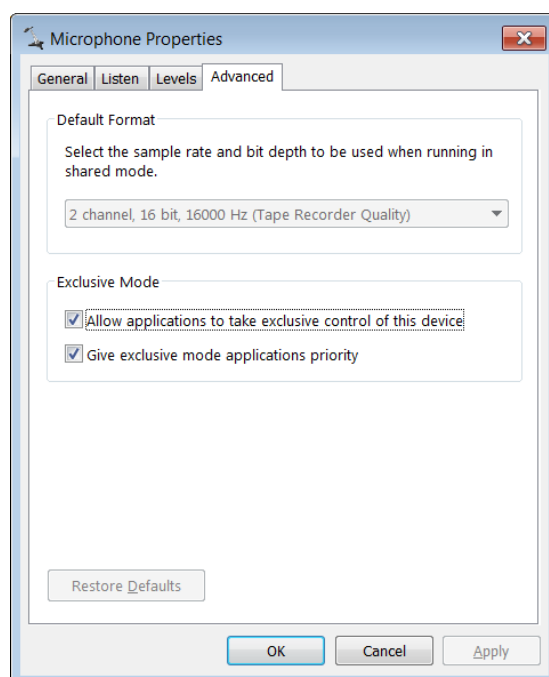 Microphone Properties
General Listen Levels Advanced
Default Format
Select the sample rate and bit depth to be used when running in
shared mode.
2 channel, 16 bit, 16000 Hz (Tape Recorder Quality)
Exclusive Mode
Allow applications to take exclusive control of this device
Give exclusive mode applications priority
Restore Defaults
OK Cancel Apply